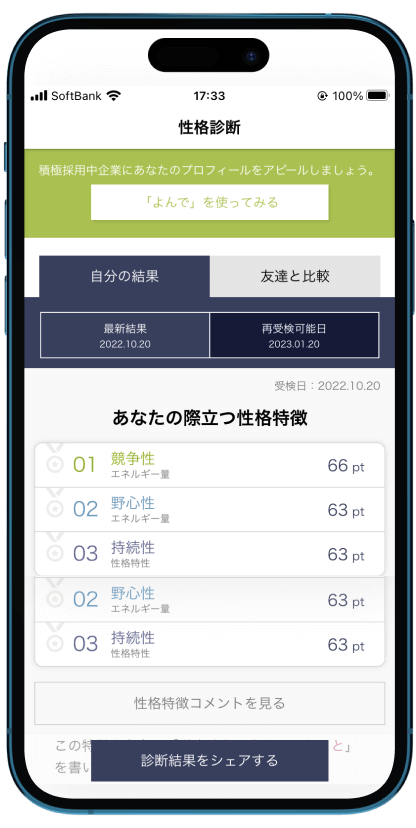 SoftBank 17:33 100%
性格診断
積極採用中企業にあなたのプロフィールをアピールしましょう。
「よんで」を使ってみる
自分の結果 友達と比較
最新結果 再受検可能日
2022.10.20 2023.01.20
受検日：2022.10.20
あなたの際立つ性格特徴
01 競争性 66 pt
エネルギー量
02 野心性 63 pt
エネルギー量
03 持続性 63 pt
性格特性
02 野心性 63 pt
エネルギー量
03 持続性 63 pt
性格特性
性格特徴コメントを見る
この特 と」
を書い
診断結果をシェアする